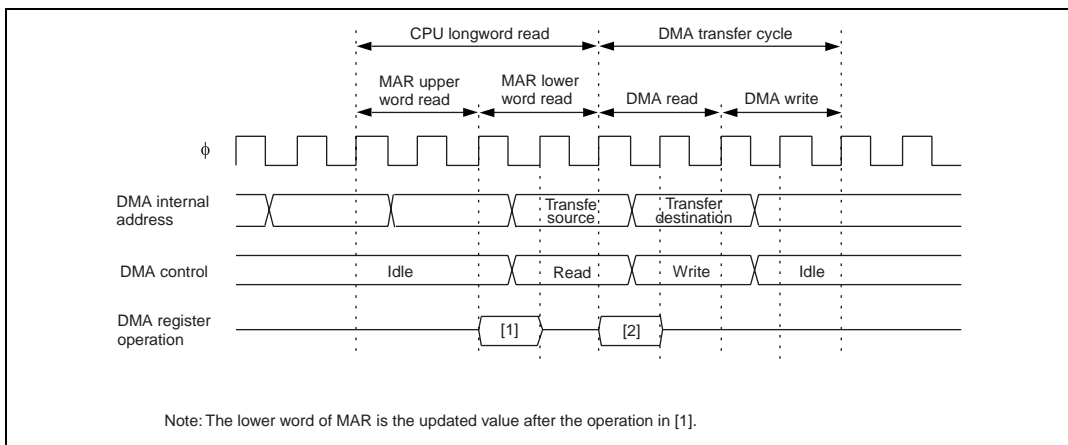 CPU longword read
DMA transfer cycle
MAR upper
word read
MAR lower
word read
DMA read
DMA write
ϕ
DMA internal
address
Transfe
source
Transfer
destination
DMA control
Idle
Read
Write
Idle
DMA register
operation
[1]
[2]
Note: The lower word of MAR is the updated value after the operation in [1].